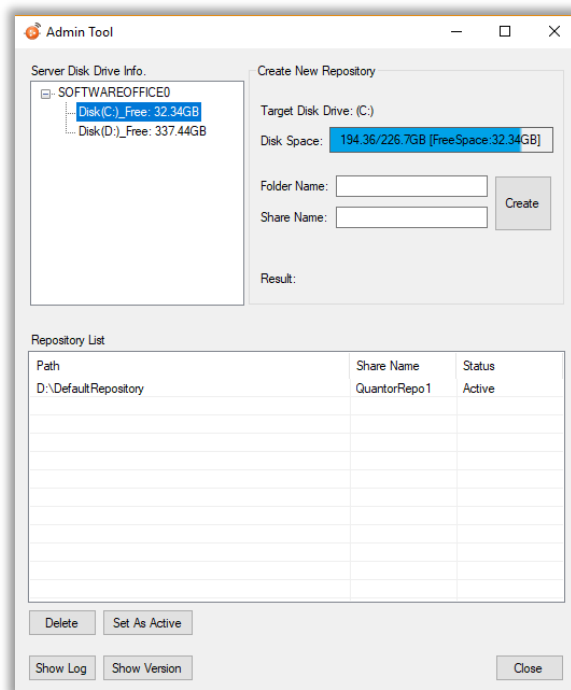 Admin Tool
Server Disk Drive Info.
SOFTWAREOFFICE0
Disk(C:)_Free: 32.34GB
Disk(D:)_Free: 337.44GB
Create New Repository
Target Disk Drive: (C:)
Disk Space: 194.36/226.7GB [FreeSpace:32.34GB]
Folder Name:
Share Name:
Create
Result:
Repository List
Path Share Name Status
D:\DefaultRepository QuantorRepo1 Active
Delete Set As Active
Show Log Show Version Close